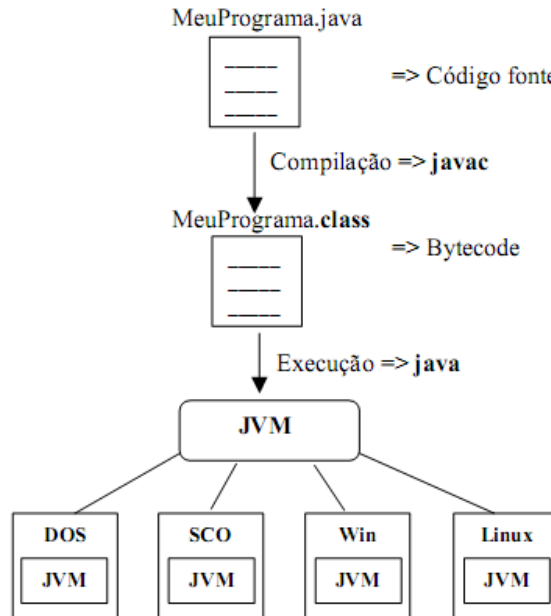 MeuPrograma.java
=> Código fonte
Compilação => javac
MeuPrograma.class
=> Bytecode
Execução => java
JVM
DOS SCO Win Linux
JVM JVM JVM JVM